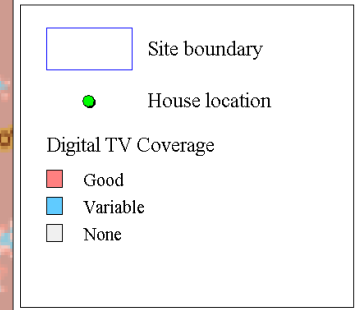 Site boundary
House location
Digital TV Coverage
Good
Variable
None